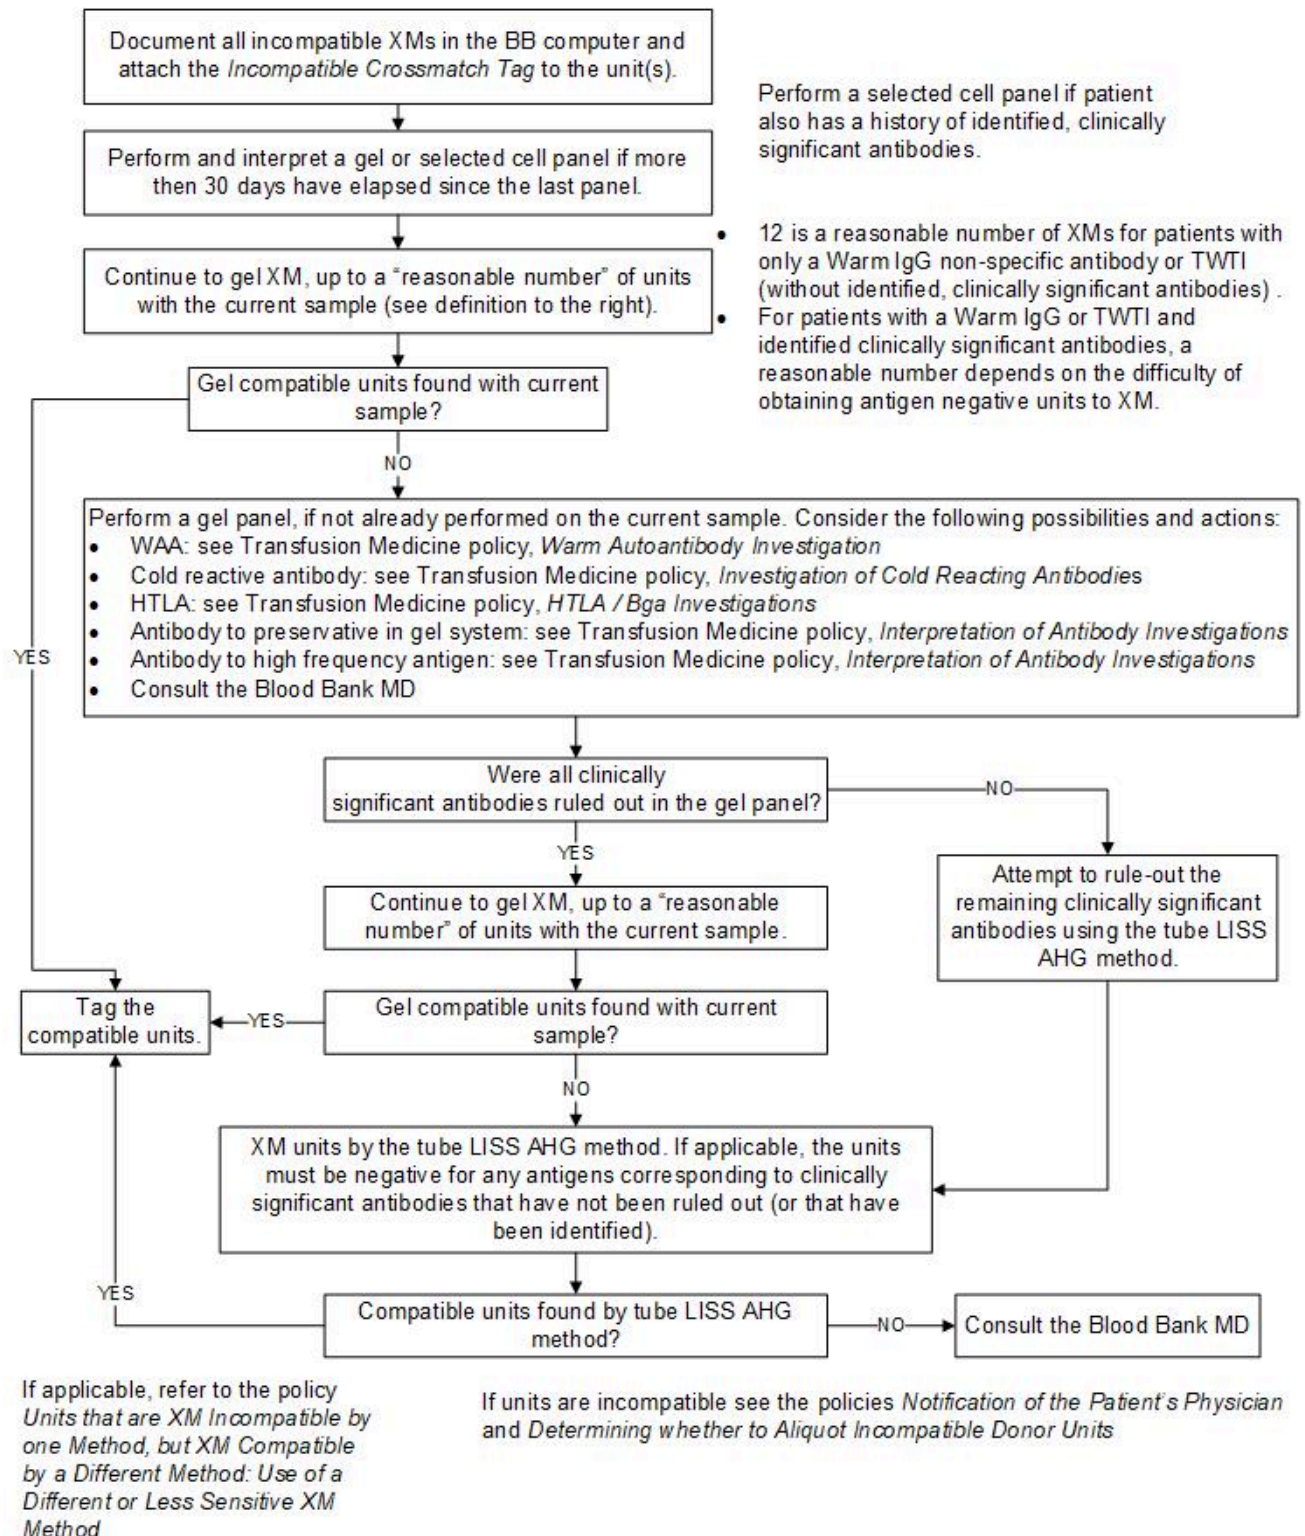 Document all incompatible XMs in the BB computer and
attach the Incompatible Crossmatch Tag to the unit(s).
Perform a selected cell panel if patient
also has a history of identified, clinically
significant antibodies.
Perform and interpret a gel or selected cell panel if more
then 30 days have elapsed since the last panel.
• 12 is a reasonable number of XMs for patients with
only a Warm IgG non-specific antibody or TWTI
(without identified, clinically significant antibodies) .
• For patients with a Warm IgG or TWTI and
identified clinically significant antibodies, a
reasonable number depends on the difficulty of
obtaining antigen negative units to XM.
Continue to gel XM, up to a “reasonable number” of units
with the current sample (see definition to the right).
Gel compatible units found with current
sample?
NO
YES
Perform a gel panel, if not already performed on the current sample. Consider the following possibilities and actions:
• WAA: see Transfusion Medicine policy, Warm Autoantibody Investigation
• Cold reactive antibody: see Transfusion Medicine policy, Investigation of Cold Reacting Antibodies
• HTLA: see Transfusion Medicine policy, HTLA / Bga Investigations
• Antibody to preservative in gel system: see Transfusion Medicine policy, Interpretation of Antibody Investigations
• Antibody to high frequency antigen: see Transfusion Medicine policy, Interpretation of Antibody Investigations
• Consult the Blood Bank MD
Were all clinically
significant antibodies ruled out in the gel panel?
NO
YES
Attempt to rule-out the
remaining clinically significant
antibodies using the tube LISS
AHG method.
Continue to gel XM, up to a “reasonable
number” of units with the current sample.
Gel compatible units found with current
sample?
YES
Tag the
compatible units.
NO
XM units by the tube LISS AHG method. If applicable, the units
must be negative for any antigens corresponding to clinically
significant antibodies that have not been ruled out (or that have
been identified).
YES
Compatible units found by tube LISS AHG
method?
NO
Consult the Blood Bank MD
If applicable, refer to the policy
Units that are XM Incompatible by
one Method, but XM Compatible
by a Different Method: Use of a
Different or Less Sensitive XM
Method
If units are incompatible see the policies Notification of the Patient's Physician
and Determining whether to Aliquot Incompatible Donor Units